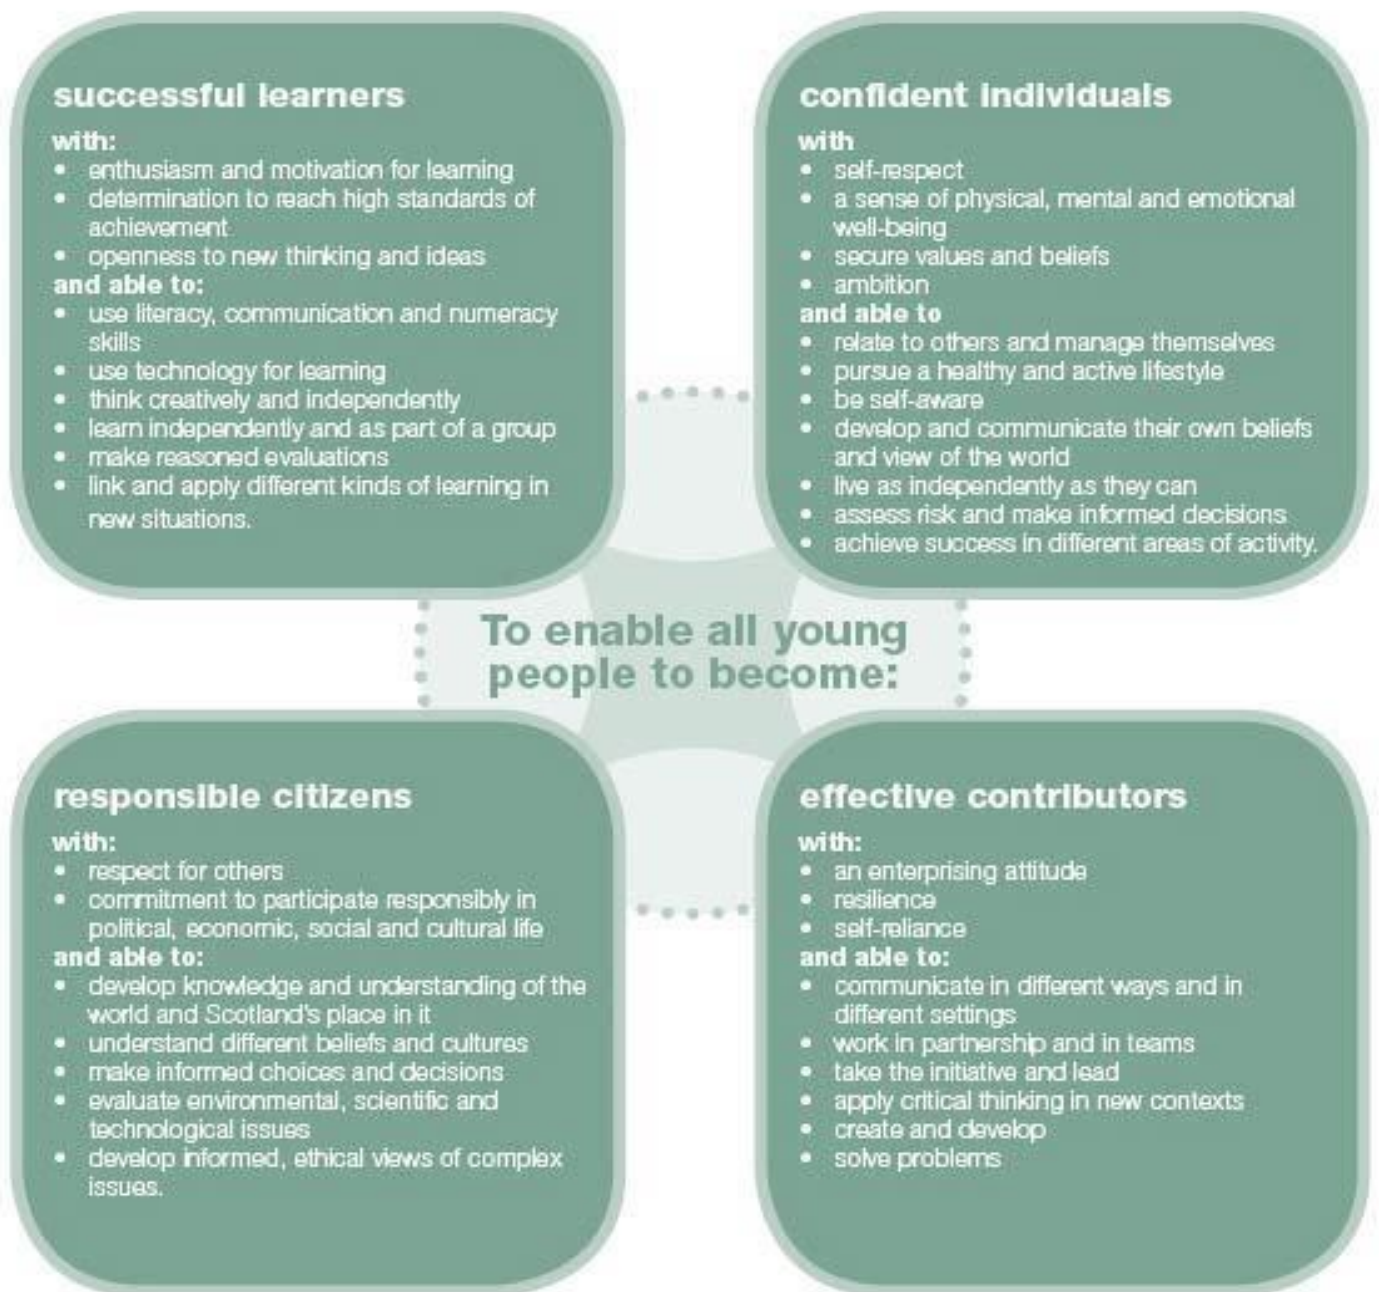 successful learners
with:
• enthusiasm and motivation for learning
• determination to reach high standards of
achievement
• openness to new thinking and ideas
and able to:
• use literacy, communication and numeracy
skills
• use technology for learning
• think creatively and independently
• learn independently and as part of a group
• make reasoned evaluations
• link and apply different kinds of learning in
new situations.
confident individuals
with
• self-respect
• a sense of physical, mental and emotional
well-being
• secure values and beliefs
• ambition
and able to
• relate to others and manage themselves
• pursue a healthy and active lifestyle
• be self-aware
• develop and communicate their own beliefs
and view of the world
• live as independently as they can
• assess risk and make informed decisions
• achieve success in different areas of activity.
To enable all young
people to become:
responsible citizens
with:
• respect for others
• commitment to participate responsibly in
political, economic, social and cultural life
and able to:
• develop knowledge and understanding of the
world and Scotland's place in it
• understand different beliefs and cultures
• make informed choices and decisions
• evaluate environmental, scientific and
technological issues
• develop informed, ethical views of complex
issues.
effective contributors
with:
• an enterprising attitude
• resilience
• self-reliance
and able to:
• communicate in different ways and in
different settings
• work in partnership and in teams
• take the initiative and lead
• apply critical thinking in new contexts
• create and develop
• solve problems